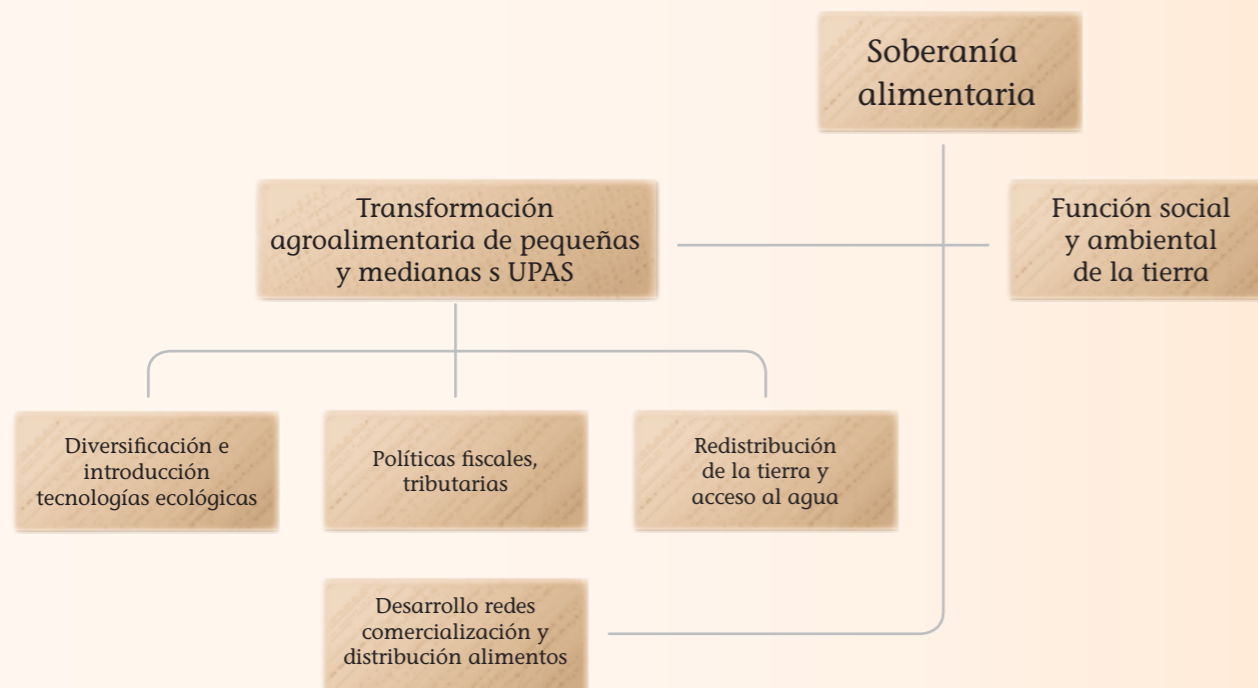 Soberanía
alimentaria
Transformación
agroalimentaria de pequeñas
y medianas s UPAS
Función social
y ambiental
de la tierra
Diversificación e
introducción
tecnologías ecológicas
Políticas fiscales,
tributarias
Redistribución
de la tierra y
acceso al agua
Desarrollo redes
comercialización y
distribución alimentos